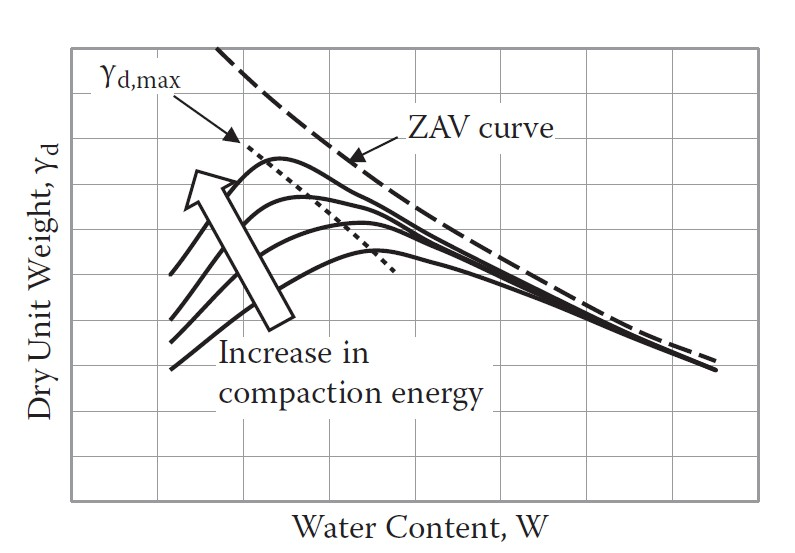 γd,max
ZAV curve
Dry Unit Weight, γd
Increase in
compaction energy
Water Content, W